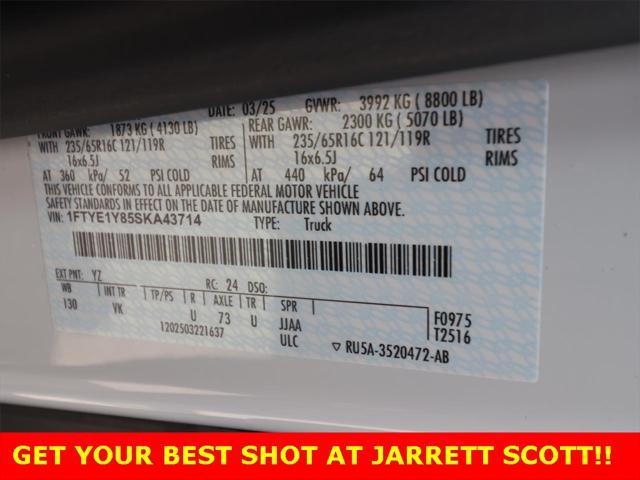 DATE: 03/25 GVWR: 3992 KG ( 8800 LB)
FRONT GAWR: 1873 KG ( 4130 LB) REAR GAWR: 2300 KG ( 5070 LB)
WITH 235/65R16C 121/119R TIRES WITH 235/65R16C 121/119R TIRES
16x6.5J RIMS 16x6.5J RIMS
AT 360 kPa/ 52 PSI COLD AT 440 kPa/ 64 PSI COLD
THIS VEHICLE CONFORMS TO ALL APPLICABLE FEDERAL MOTOR VEHICLE
SAFETY STANDARDS IN EFFECT ON THE DATE OF MANUFACTURE SHOWN ABOVE.
VIN: 1FTYE1Y85SKA43714 TYPE: Truck
EXT PNT: YZ RC: 24 DSO:
WB INT TR TP/PS R AXLE TR SPR F0975
130 VK U 73 U JJAA T2516
1202503221637 ULC ▽ RU5A-3520472-AB
GET YOUR BEST SHOT AT JARRETT SCOTT!!